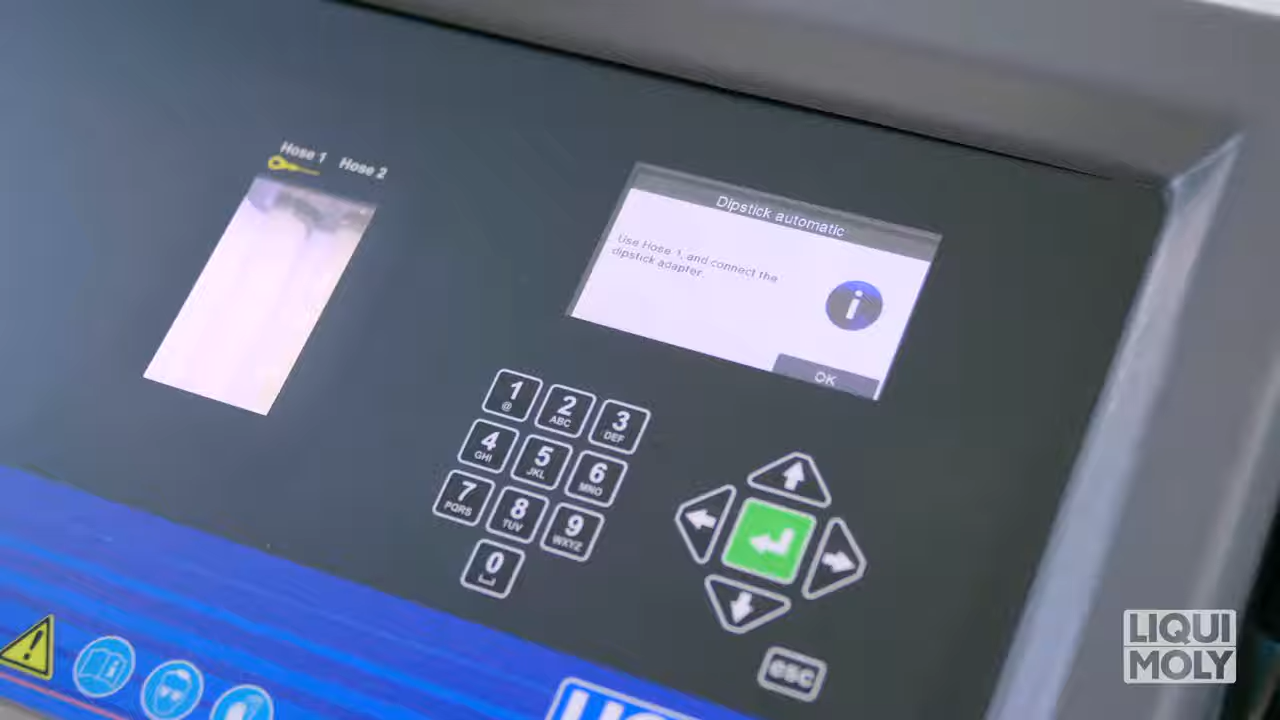 Hose 1 Hose 2
Dipstick automatic
Use Hose 1, and connect the
dipstick adapter.
i
OK
1 2 3
@ ABC DEF
4 5 6
GHI JKL MNO
7 8 9
PQRS TUV WXYZ
0
esc
LIQUI
MOLY